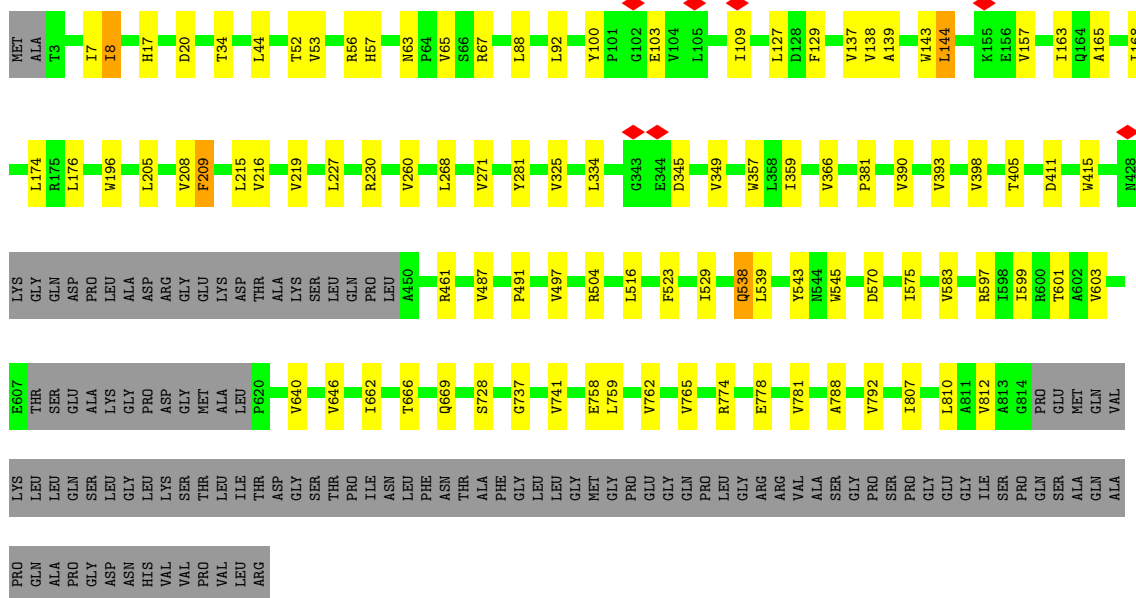 MET ALA T3 I7 I8 H17 D20 T34 L44 T52 V53 R56 H57 N63 P64 V65 S66 R67 L88 L92 Y100 P101 G102 E103 V104 L105 I109 L127 D128 F129 V137 V138 A139 W143 L144 K155 E156 V157 I163 Q164 A165 I168
L174 R175 L176 W196 L205 V208 F209 L215 V216 V219 L227 R230 V260 L268 V271 Y281 V325 L334 G343 E344 D345 V349 W357 L358 I359 V366 P381 V390 V393 V398 T405 D411 W415 N428
LYS GLY GLN ASP PRO LEU ALA ASP ARG GLY GLU LYS ASP THR ALA LYS SER LEU GLN PRO LEU A450 R461 V487 P491 V497 R504 L516 F523 I529 Q538 L539 Y543 N544 W545 D570 I575 V583 R597 I598 I599 R600 T601 A602 V603
E607 THR SER GLU ALA LYS GLY PRO ASP GLY MET ALA LEU P620 V640 V646 I662 T666 Q669 S728 G737 V741 E758 L759 V762 V765 R774 E778 V781 A788 V792 I807 L810 A811 V812 A813 G814 PRO GLU MET GLN VAL
LYS LEU LEU GLN SER LEU GLY LEU LYS SER THR LEU ILE THR ASP GLY SER THR PRO ILE ASN LEU PHE ASN THR ALA PHE GLY LEU LEU GLY MET GLY PRO GLU GLY GLN PRO LEU GLY ARG ARG VAL ALA SER GLY PRO SER PRO GLY GLU GLY ILE SER PRO GLN SER ALA GLN ALA
PRO GLN ALA PRO GLY ASP ASN HIS VAL VAL PRO VAL LEU ARG